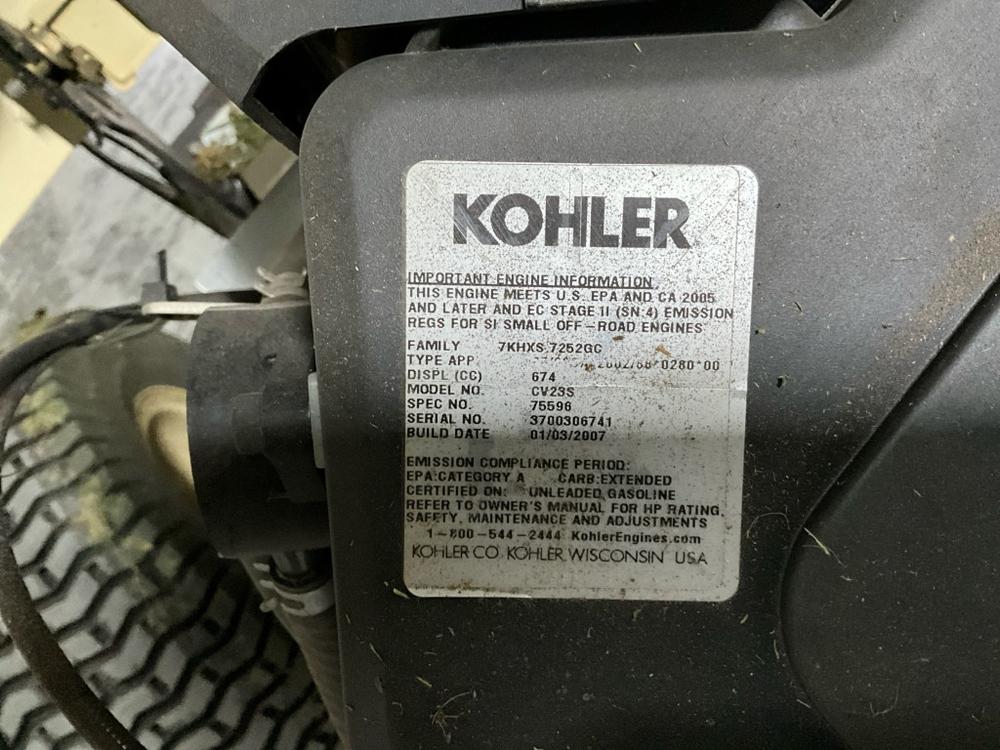 KOHLER
IMPORTANT ENGINE INFORMATION
THIS ENGINE MEETS U.S. EPA AND CA 2005
AND LATER AND EC STAGE II (SN:4) EMISSION
REGS FOR SI SMALL OFF-ROAD ENGINES
FAMILY 7KHXS.7252GC
TYPE APP 0280*00
DISPL (CC) 674
MODEL NO. CV23S
SPEC NO. 75596
SERIAL NO. 3700306741
BUILD DATE 01/03/2007
EMISSION COMPLIANCE PERIOD:
EPA:CATEGORY A CARB:EXTENDED
CERTIFIED ON: UNLEADED GASOLINE
REFER TO OWNER'S MANUAL FOR HP RATING,
SAFETY, MAINTENANCE AND ADJUSTMENTS
1-800-544-2444 KohlerEngines.com
KOHLER CO. KOHLER, WISCONSIN USA